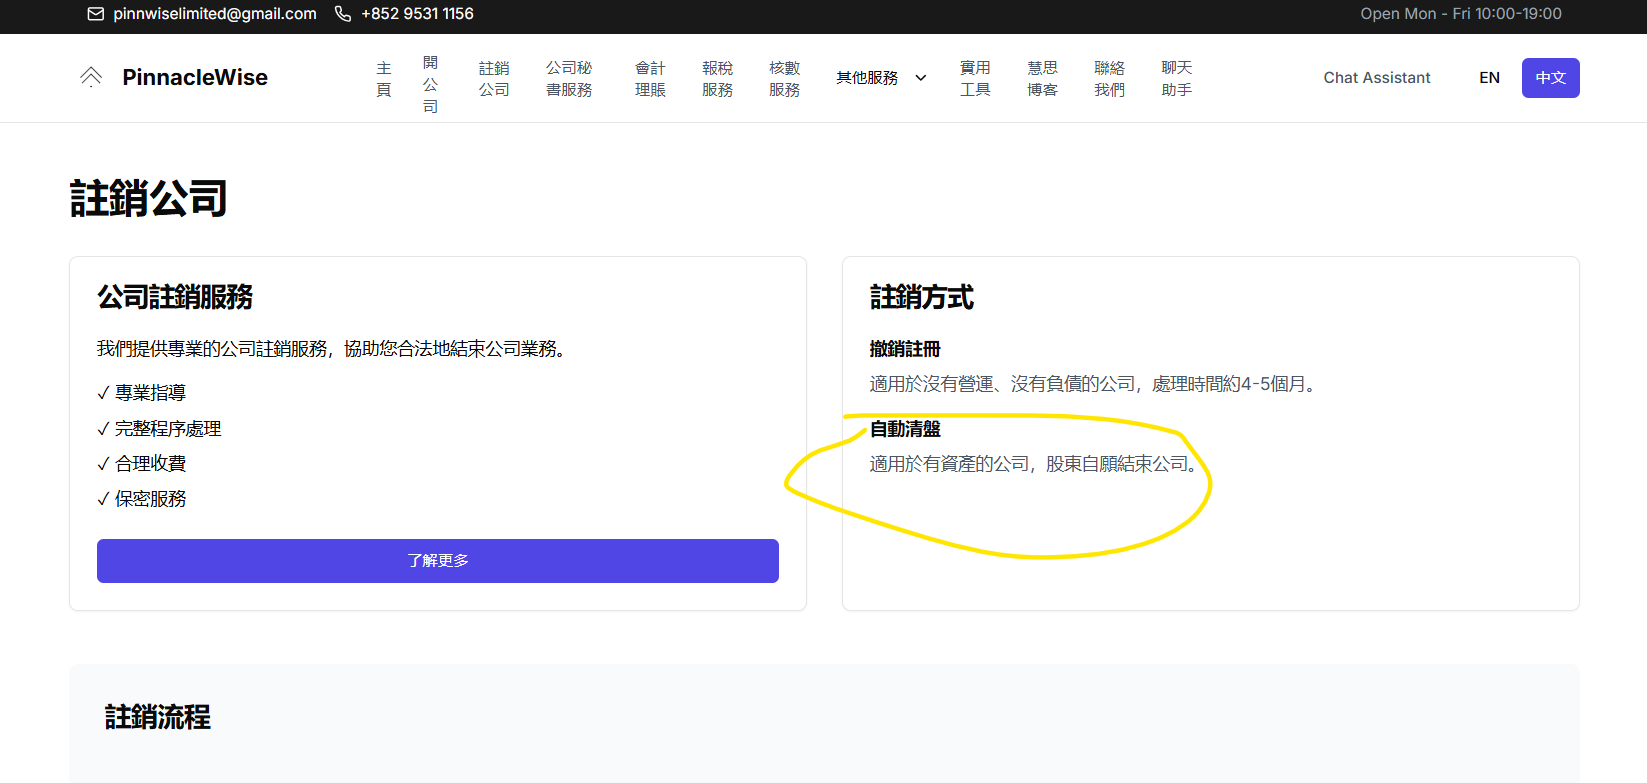 pinnwiselimited@gmail.com +852 9531 1156 Open Mon - Fri 10:00-19:00
PinnacleWise
主頁
開公司
註銷公司
公司秘書服務
會計理賬
報稅服務
核數服務
其他服務
實用工具
慧思博客
聯絡我們
聊天助手
Chat Assistant
EN
中文
註銷公司
公司註銷服務
我們提供專業的公司註銷服務，協助您合法地結束公司業務。
✓ 專業指導
✓ 完整程序處理
✓ 合理收費
✓ 保密服務
了解更多
註銷方式
撤銷註冊
適用於沒有營運、沒有負債的公司，處理時間約4-5個月。
自動清盤
適用於有資產的公司，股東自願結束公司。
註銷流程